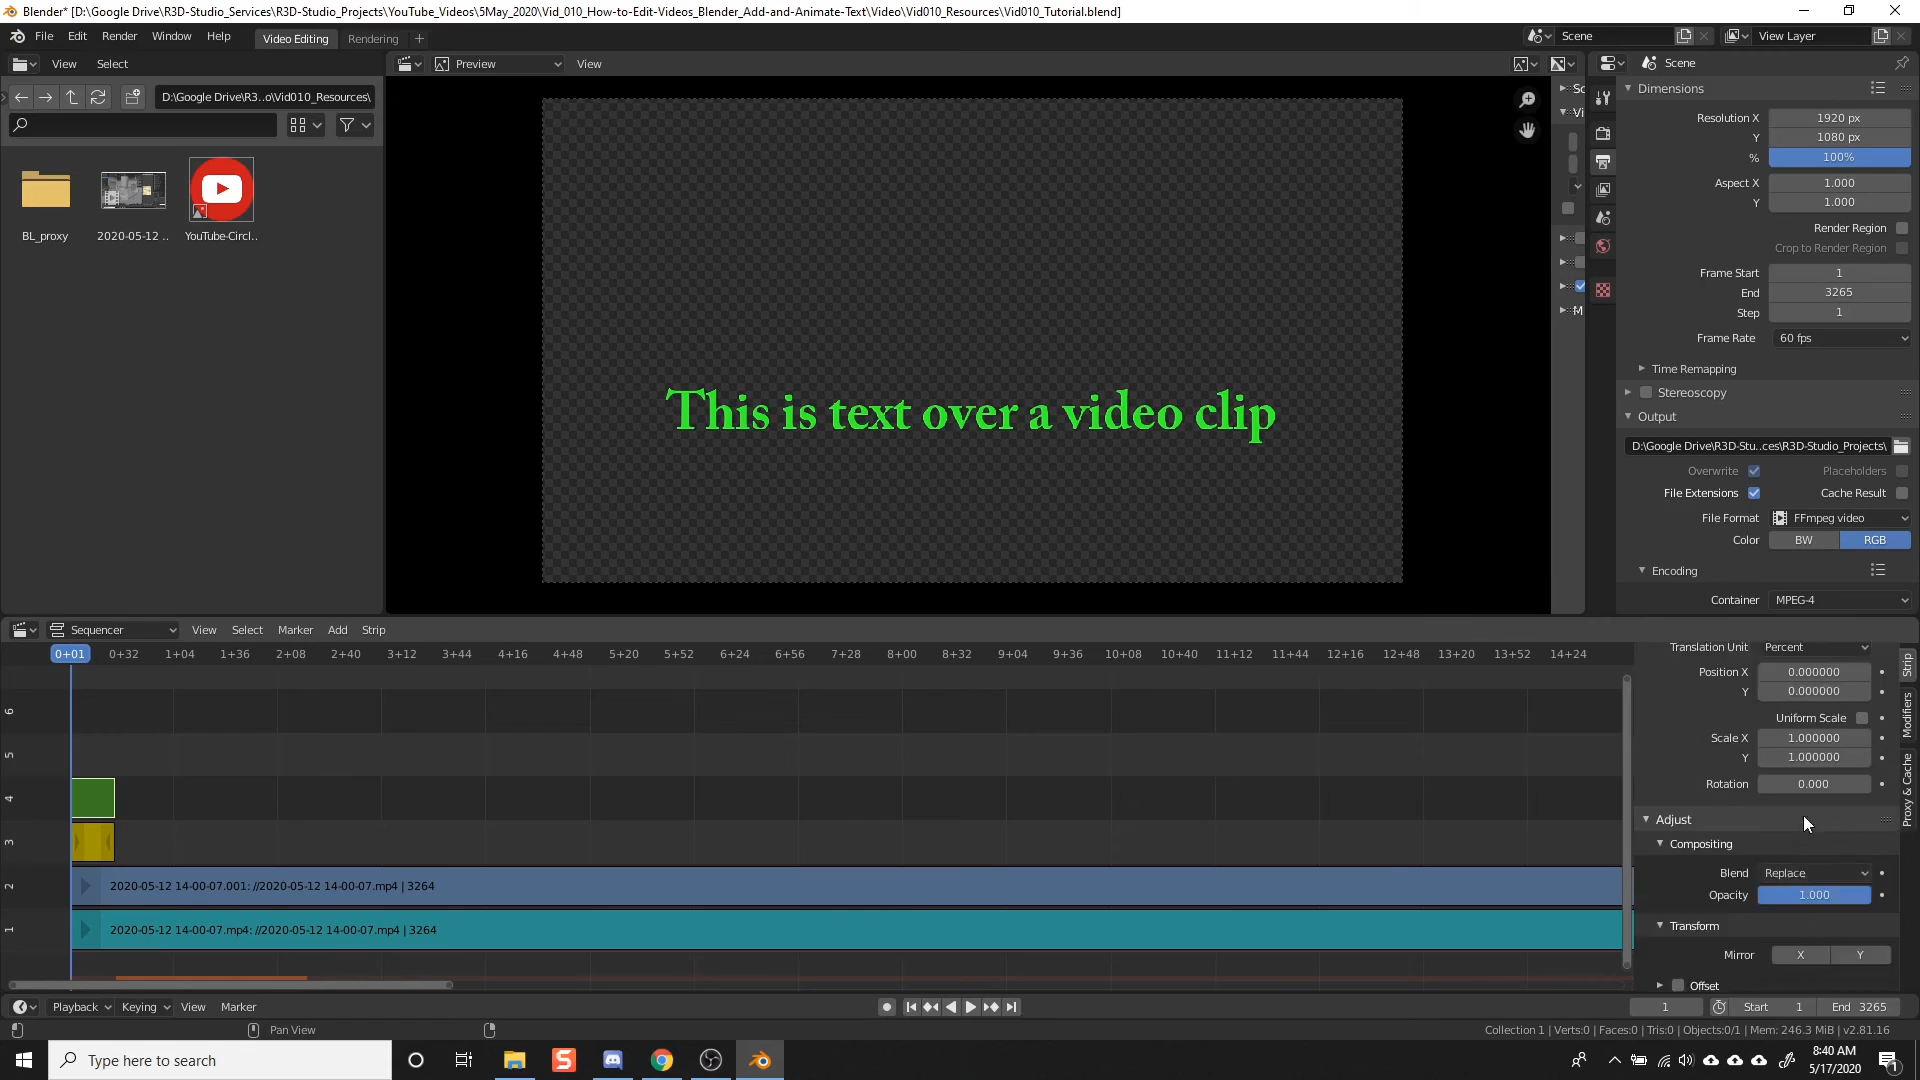 Blender* [D:\Google Drive\R3D-Studio_Services\R3D-Studio_Projects\YouTube_Videos\5May_2020\Vid_010_How-to-Edit-Videos_Blender_Add-and-Animate-Text\Video\Vid010_Resources\Vid010_Tutorial.blend]
File Edit Render Window Help Video Editing Rendering + Scene View Layer
View Select Preview View Scene
D:\Google Drive\R3..o\Vid010_Resources\
BL_proxy 2020-05-12 .. YouTube-Circl..
This is text over a video clip
Sc
Vi
M
Dimensions
Resolution X 1920 px
Y 1080 px
% 100%
Aspect X 1.000
Y 1.000
Render Region
Crop to Render Region
Frame Start 1
End 3265
Step 1
Frame Rate 60 fps
Time Remapping
Stereoscopy
Output
D:\Google Drive\R3D-Stu..ces\R3D-Studio_Projects\
Overwrite Placeholders
File Extensions Cache Result
File Format FFmpeg video
Color BW RGB
Encoding
Container MPEG-4
Sequencer View Select Marker Add Strip
0+01 0+32 1+04 1+36 2+08 2+40 3+12 3+44 4+16 4+48 5+20 5+52 6+24 6+56 7+28 8+00 8+32 9+04 9+36 10+08 10+40 11+12 11+44 12+16 12+48 13+20 13+52 14+24
6
5
4
3
2 2020-05-12 14-00-07.001: //2020-05-12 14-00-07.mp4 | 3264
1 2020-05-12 14-00-07.mp4: //2020-05-12 14-00-07.mp4 | 3264
Translation Unit Percent
Position X 0.000000
Y 0.000000
Uniform Scale
Scale X 1.000000
Y 1.000000
Rotation 0.000
Adjust
Compositing
Blend Replace
Opacity 1.000
Transform
Mirror X Y
Offset
Strip
Modifiers
Proxy & Cache
Playback Keying View Marker 1 Start 1 End 3265
Pan View Collection 1 | Verts:0 | Faces:0 | Tris:0 | Objects:0/1 | Mem: 246.3 MiB | v2.81.16
Type here to search
8:40 AM
5/17/2020
1